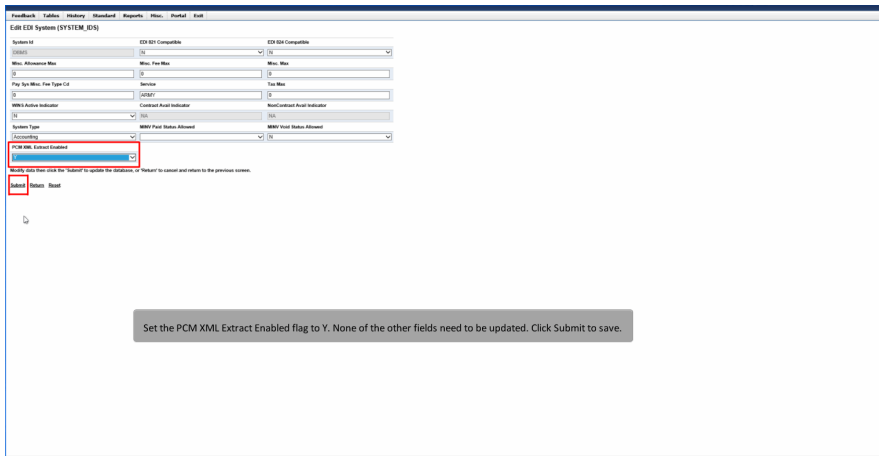 Feedback Tables History Standard Reports Misc. Portal Exit
Edit EDI System (SYSTEM_IDS)
System Id EDI 821 Compatible EDI 824 Compatible
N N
Misc. Allowance Max Misc. Fee Max Misc. Max
0 0 0
Pay Sys Misc. Fee Type Cd Service Tax Max
0 ARMY 0
WINS Active Indicator Contract Avail Indicator NonContract Avail Indicator
N NA NA
System Type MINV Paid Status Allowed MINV Void Status Allowed
Accounting N
PCM XML Extract Enabled
Y
Modify data then click the 'Submit' to update the database, or 'Return' to cancel and return to the previous screen.
Submit Return Reset
Set the PCM XML Extract Enabled flag to Y. None of the other fields need to be updated. Click Submit to save.